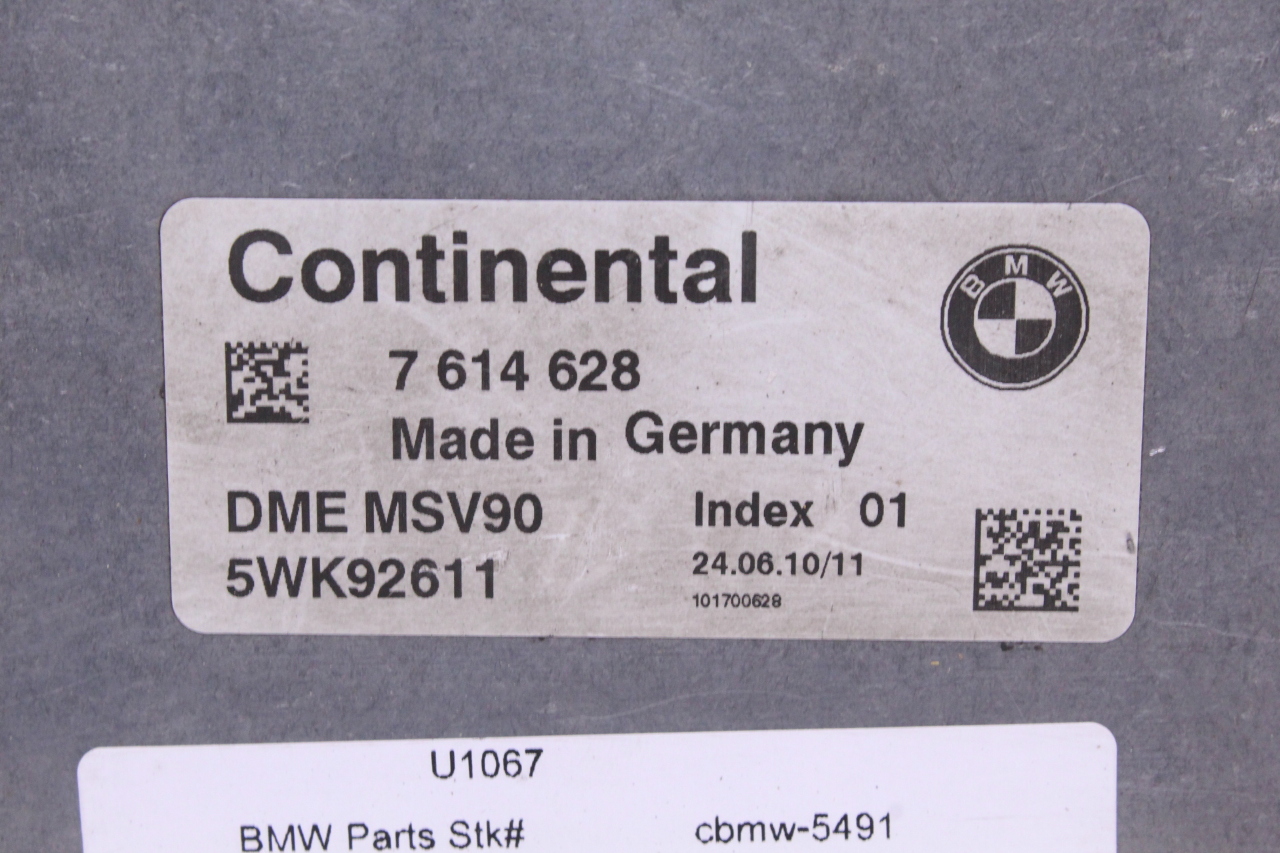 Continental
BMW
7 614 628
Made in Germany
DME MSV90 Index 01
5WK92611 24.06.10/11
101700628
U1067
BMW Parts Stk# cbmw-5491